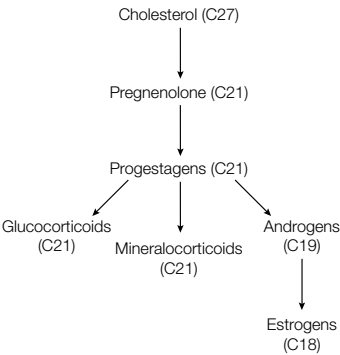 Cholesterol (C27)
Pregnenolone (C21)
Progestagens (C21)
Glucocorticoids
(C21)
Mineralocorticoids
(C21)
Androgens
(C19)
Estrogens
(C18)